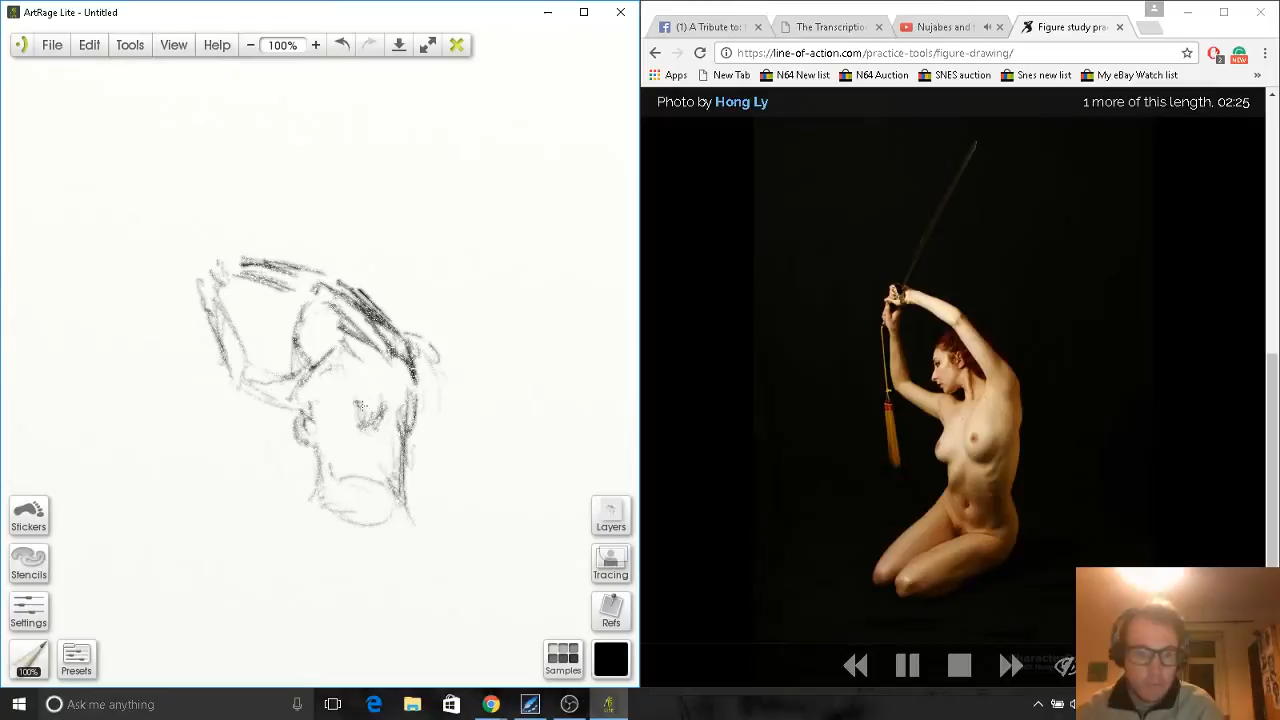 ArtRage Lite - Untitled
File Edit Tools View Help 100%
(1) A Tribute to:
The Transcription
Nujabes and
Figure study pra
https://line-of-action.com/practice-tools/figure-drawing/
2
NEW
Apps New Tab N64 New list N64 Auction SNES auction Snes new list My eBay Watch list
Photo by Hong Ly
1 more of this length, 02:25
Stickers
Stencils
Settings
100%
Presets
Samples
Layers
Tracing
Refs
Ask me anything